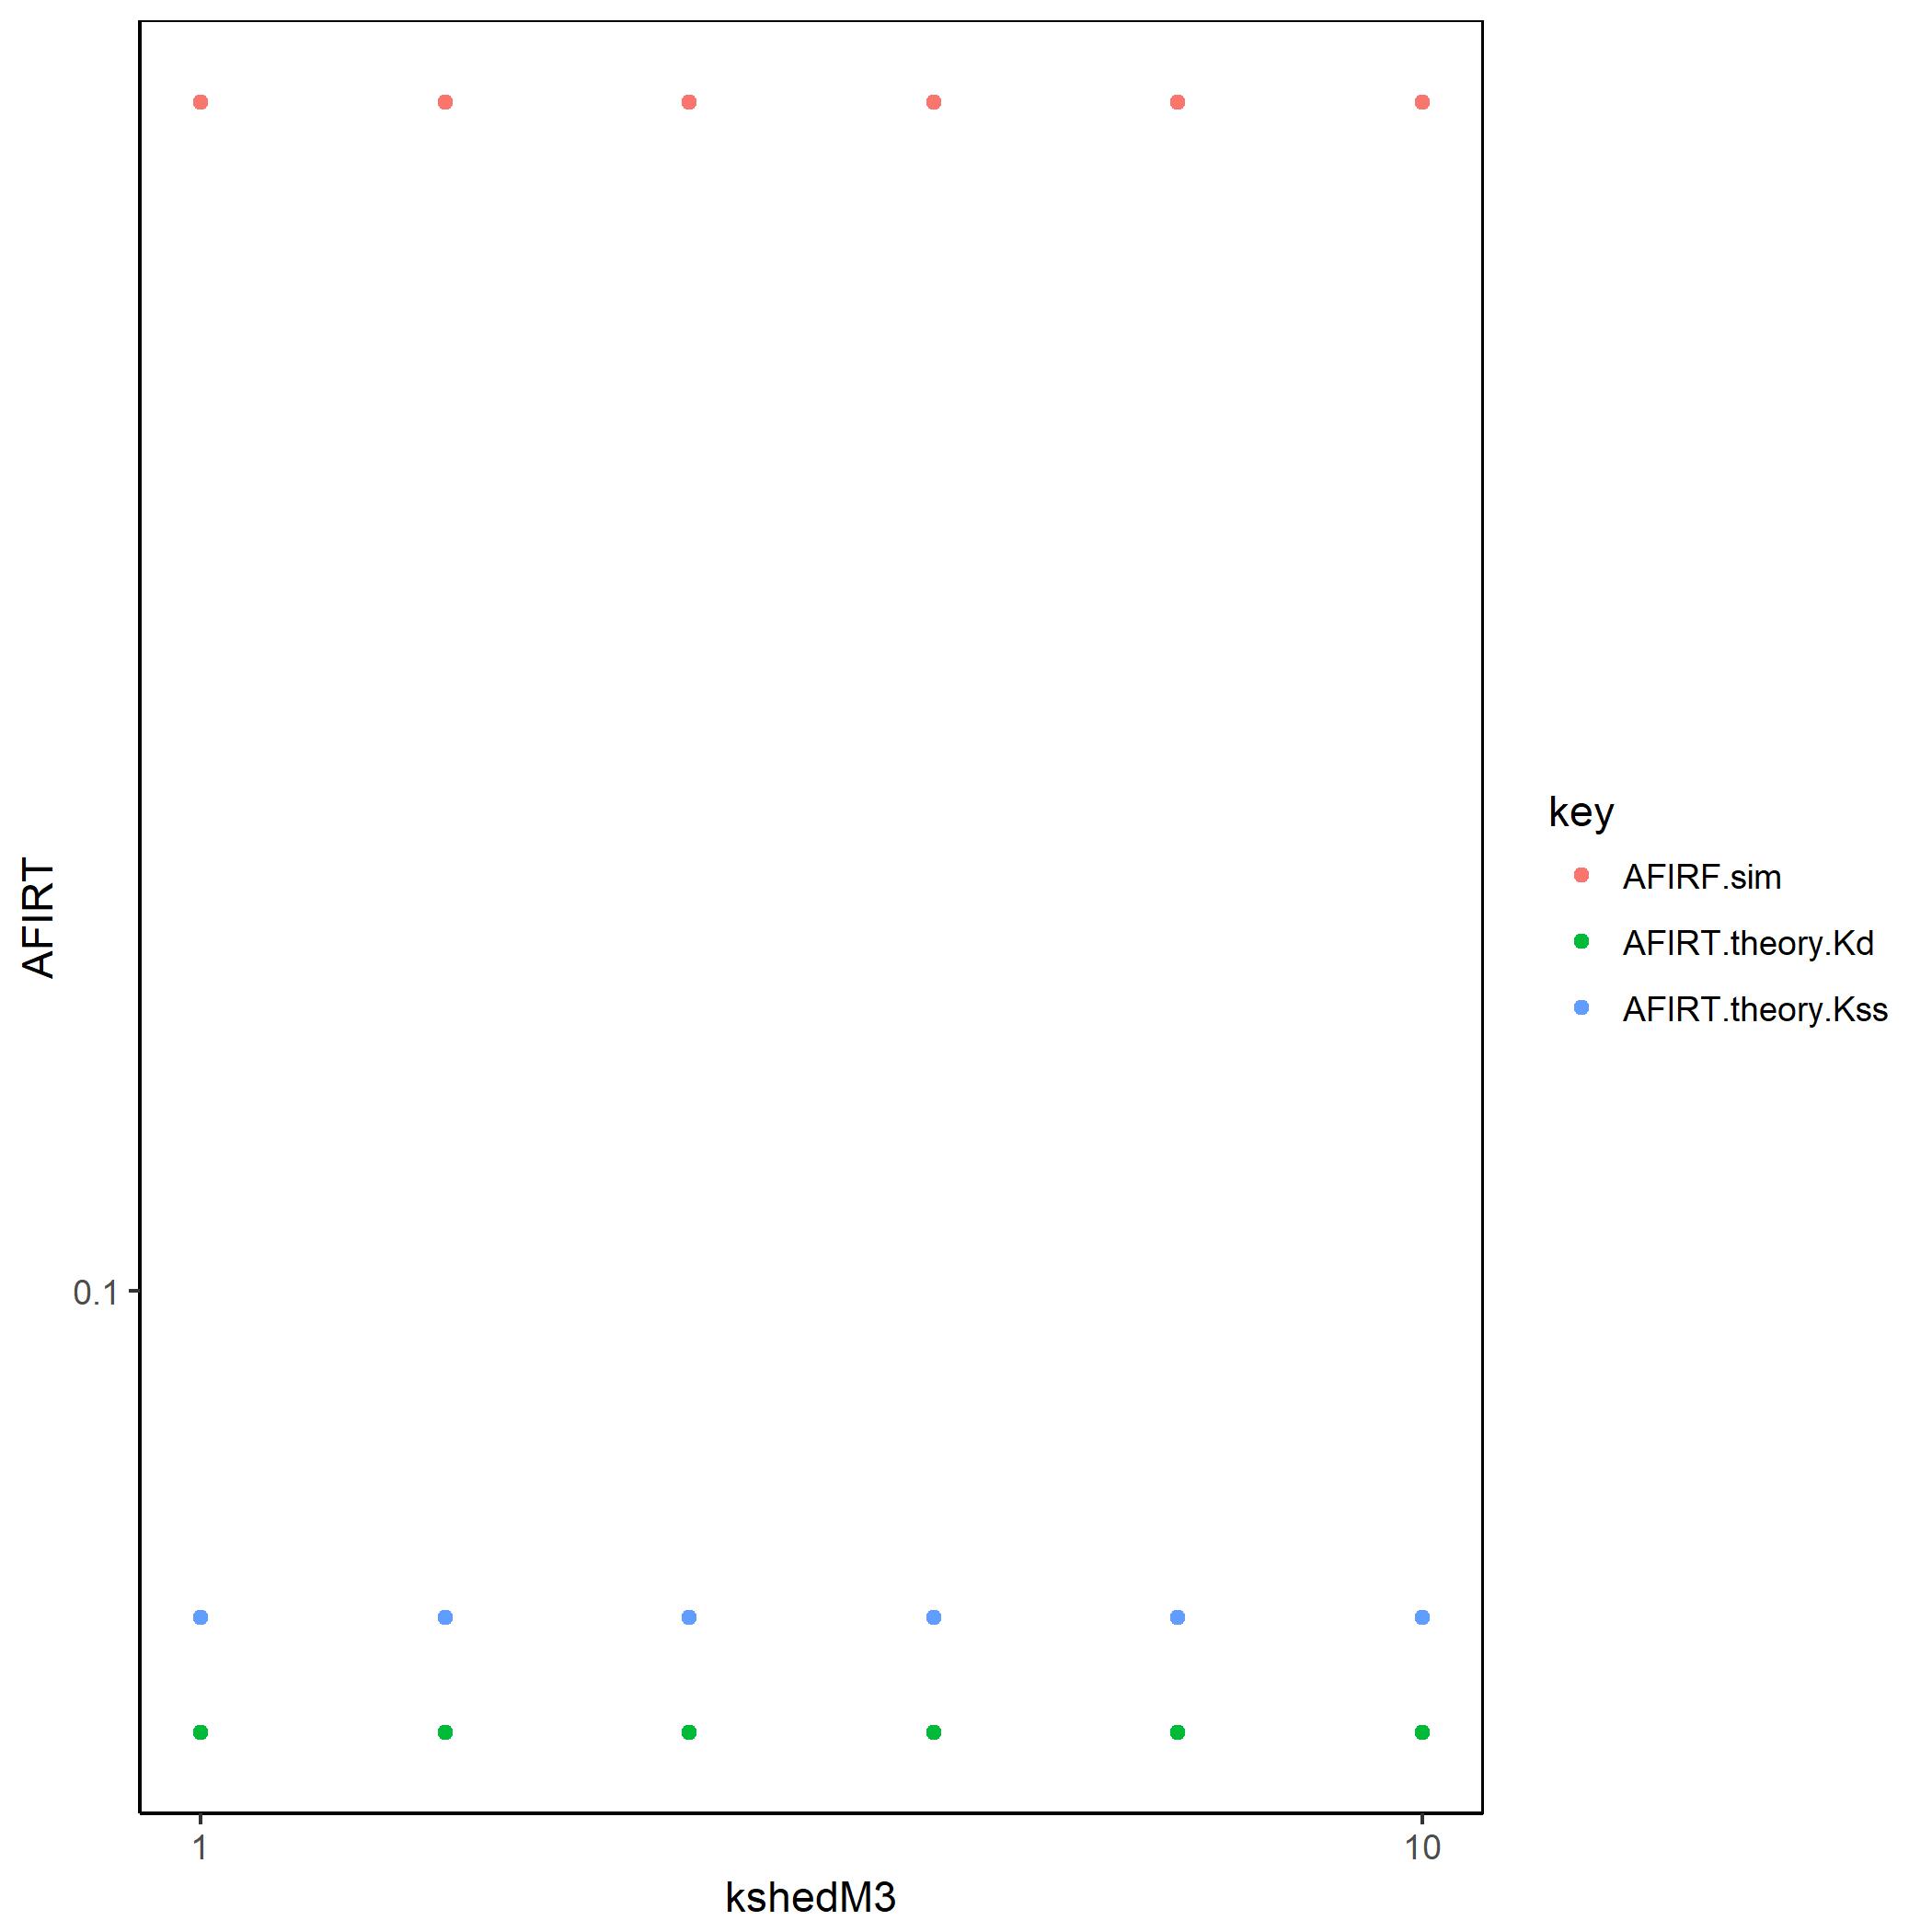 AFIRT
0.1
1
10
kshedM3
key
AFIRF.sim
AFIRT.theory.Kd
AFIRT.theory.Kss